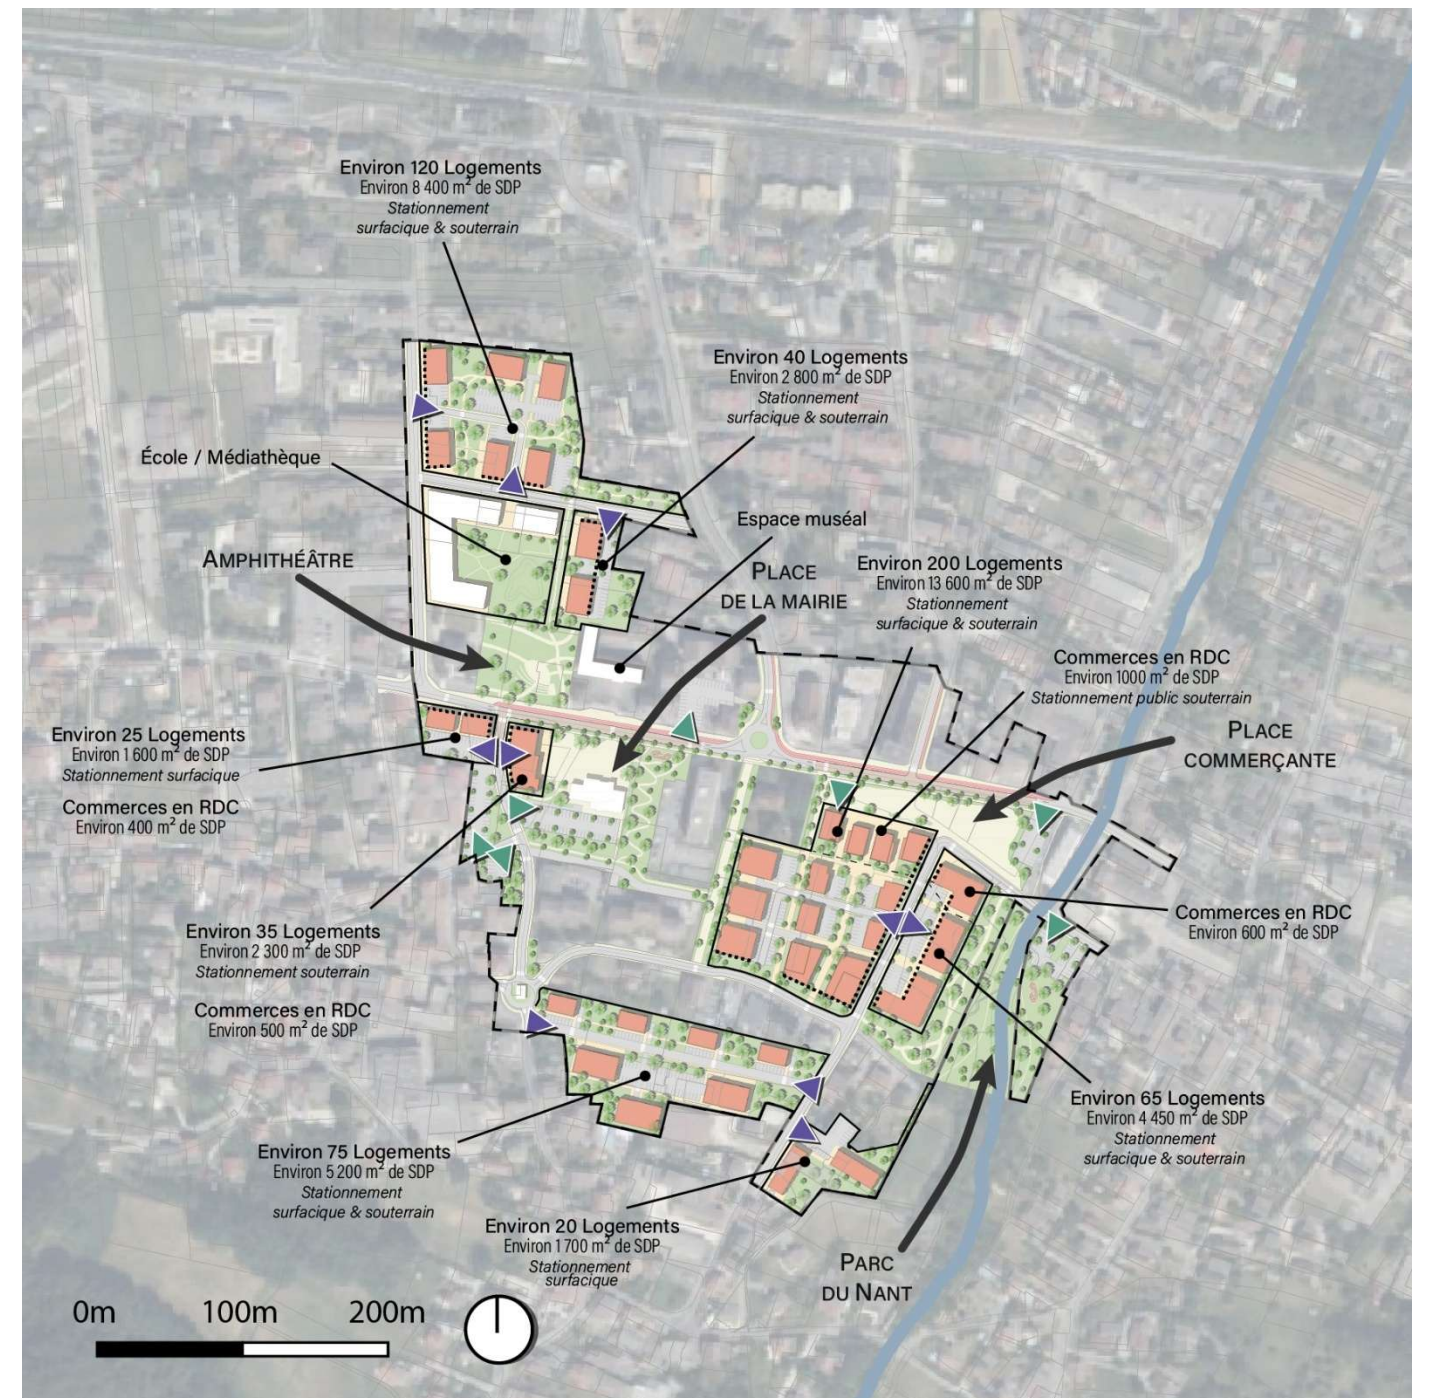 Environ 120 Logements
Environ 8 400 m² de SDP
Stationnement
surfacique & souterrain
Environ 40 Logements
Environ 2 800 m² de SDP
Stationnement
surfacique & souterrain
École / Médiathèque
Espace muséal
AMPHITHÉÂTRE
PLACE
DE LA MAIRIE
Environ 200 Logements
Environ 13 600 m² de SDP
Stationnement
surfacique & souterrain
Commerces en RDC
Environ 1000 m² de SDP
Stationnement public souterrain
PLACE
COMMERÇANTE
Environ 25 Logements
Environ 1 600 m² de SDP
Stationnement surfacique
Commerces en RDC
Environ 400 m² de SDP
Environ 35 Logements
Environ 2 300 m² de SDP
Stationnement souterrain
Commerces en RDC
Environ 500 m² de SDP
Commerces en RDC
Environ 600 m² de SDP
Environ 65 Logements
Environ 4 450 m² de SDP
Stationnement
surfacique & souterrain
Environ 75 Logements
Environ 5 200 m² de SDP
Stationnement
surfacique & souterrain
Environ 20 Logements
Environ 1 700 m² de SDP
Stationnement
surfacique
PARC
DU NANT
0m 100m 200m